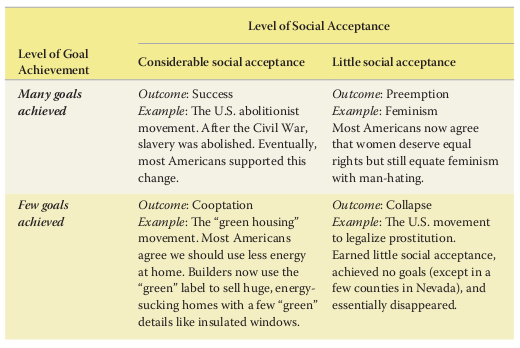 Level of Social Acceptance
Level of Goal
Achievement
Considerable social acceptance
Little social acceptance
Many goals
achieved
Outcome: Success
Example: The U.S. abolitionist
movement. After the Civil War,
slavery was abolished. Eventually,
most Americans supported this
change.
Outcome: Preemption
Example: Feminism
Most Americans now agree
that women deserve equal
rights but still equate feminism
with man-hating.
Few goals
achieved
Outcome: Cooptation
Example: The “green housing”
movement. Most Americans
agree we should use less energy
at home. Builders now use the
“green” label to sell huge, energy-
sucking homes with a few “green”
details like insulated windows.
Outcome: Collapse
Example: The U.S. movement
to legalize prostitution.
Earned little social acceptance,
achieved no goals (except in a
few counties in Nevada), and
essentially disappeared.